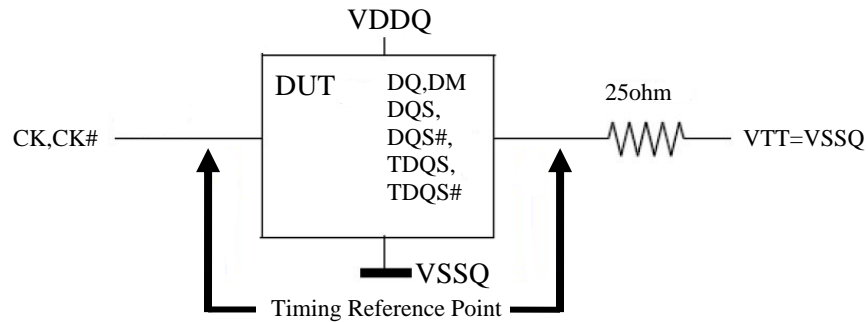 VDDQ
DUT
DQ,DM
DQS,
DQS#,
TDQS,
TDQS#
25ohm
CK,CK#
VTT=VSSQ
VSSQ
Timing Reference Point